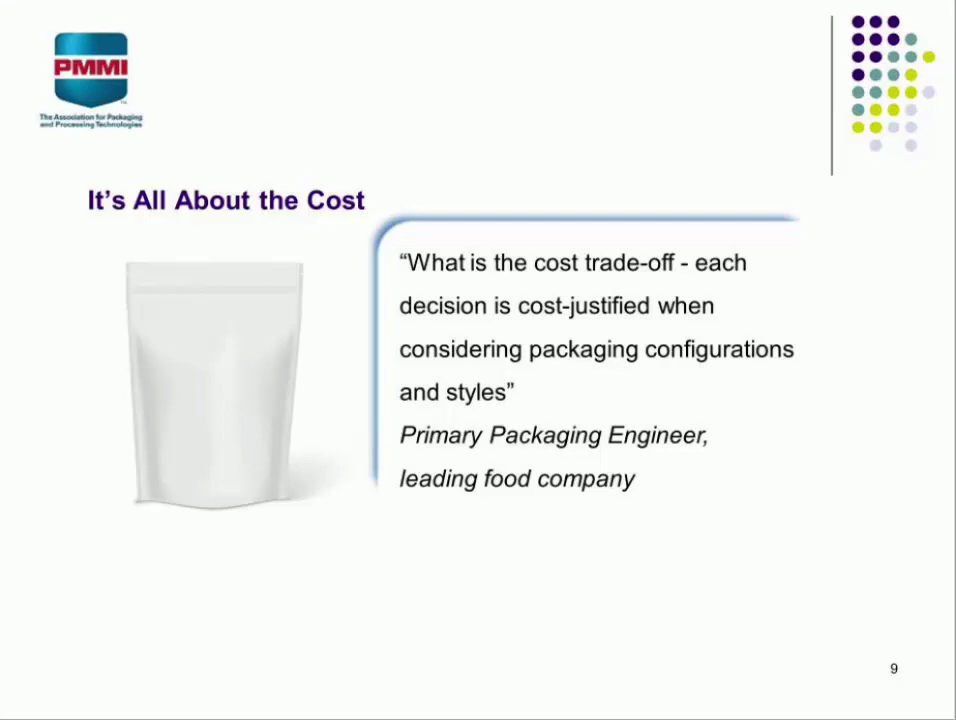 PMMI
The Association for Packaging
and Processing Technologies
It’s All About the Cost
“What is the cost trade-off - each
decision is cost-justified when
considering packaging configurations
and styles”
Primary Packaging Engineer,
leading food company
9